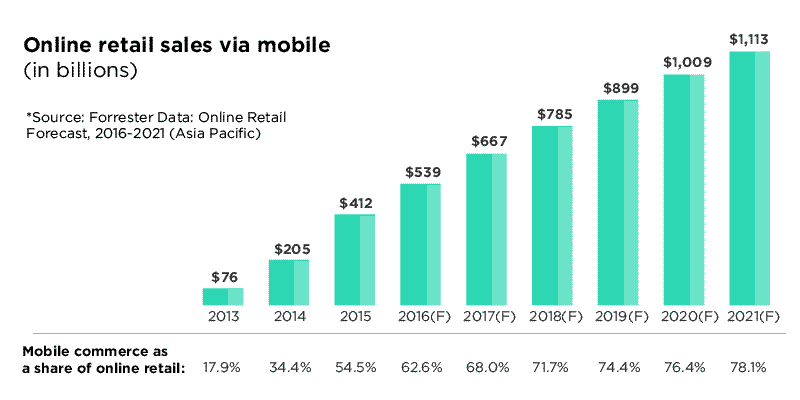 Online retail sales via mobile
(in billions)
*Source: Forrester Data: Online Retail
Forecast, 2016-2021 (Asia Pacific)
$76
$205
$412
$539
$667
$785
$899
$1,009
$1,113
2013 2014 2015 2016(F) 2017(F) 2018(F) 2019(F) 2020(F) 2021(F)
Mobile commerce as
a share of online retail: 17.9% 34.4% 54.5% 62.6% 68.0% 71.7% 74.4% 76.4% 78.1%